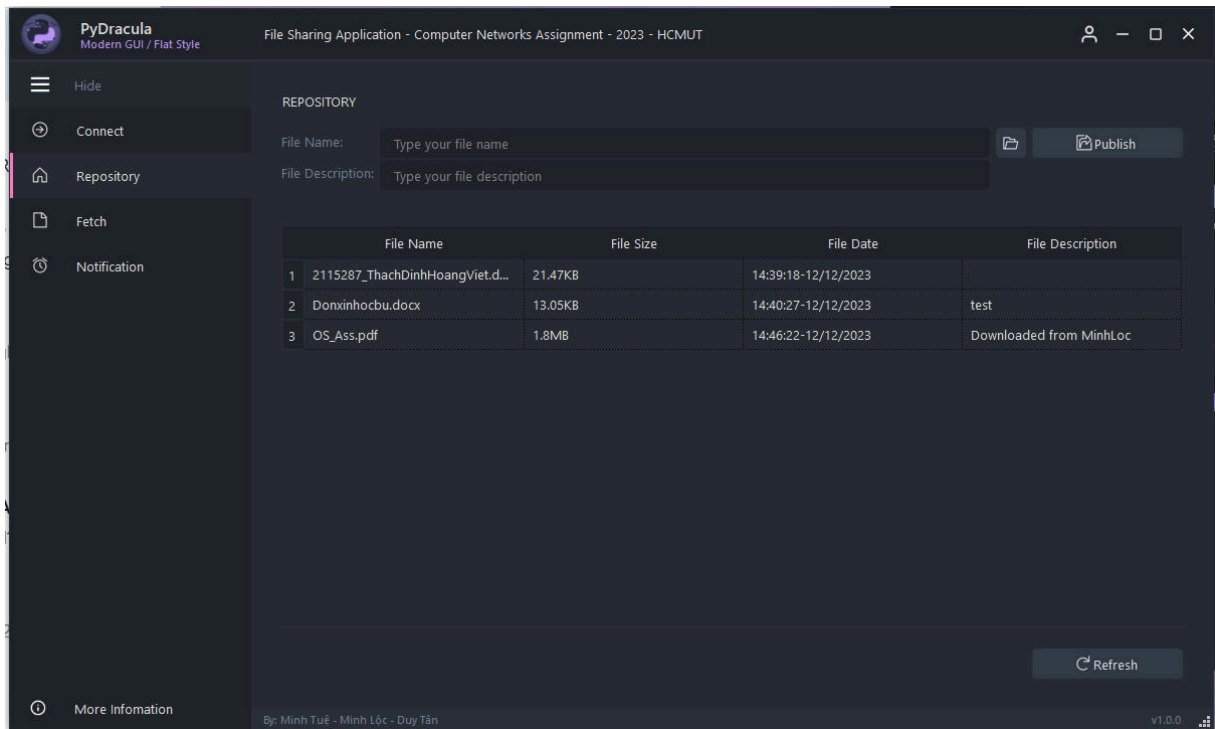 PyDracula
Modern GUI / Flat Style
File Sharing Application - Computer Networks Assignment - 2023 - HCMUT
Hide
Connect
Repository
Fetch
Notification
More Infomation
REPOSITORY
File Name: Type your file name Publish
File Description: Type your file description
File Name File Size File Date File Description
1 2115287_ThachDinhHoangViet.d... 21.47KB 14:39:18-12/12/2023
2 Donxinhocbu.docx 13.05KB 14:40:27-12/12/2023 test
3 OS_Ass.pdf 1.8MB 14:46:22-12/12/2023 Downloaded from MinhLoc
Refresh
By: Minh Tuệ - Minh Lộc - Duy Tân v1.0.0